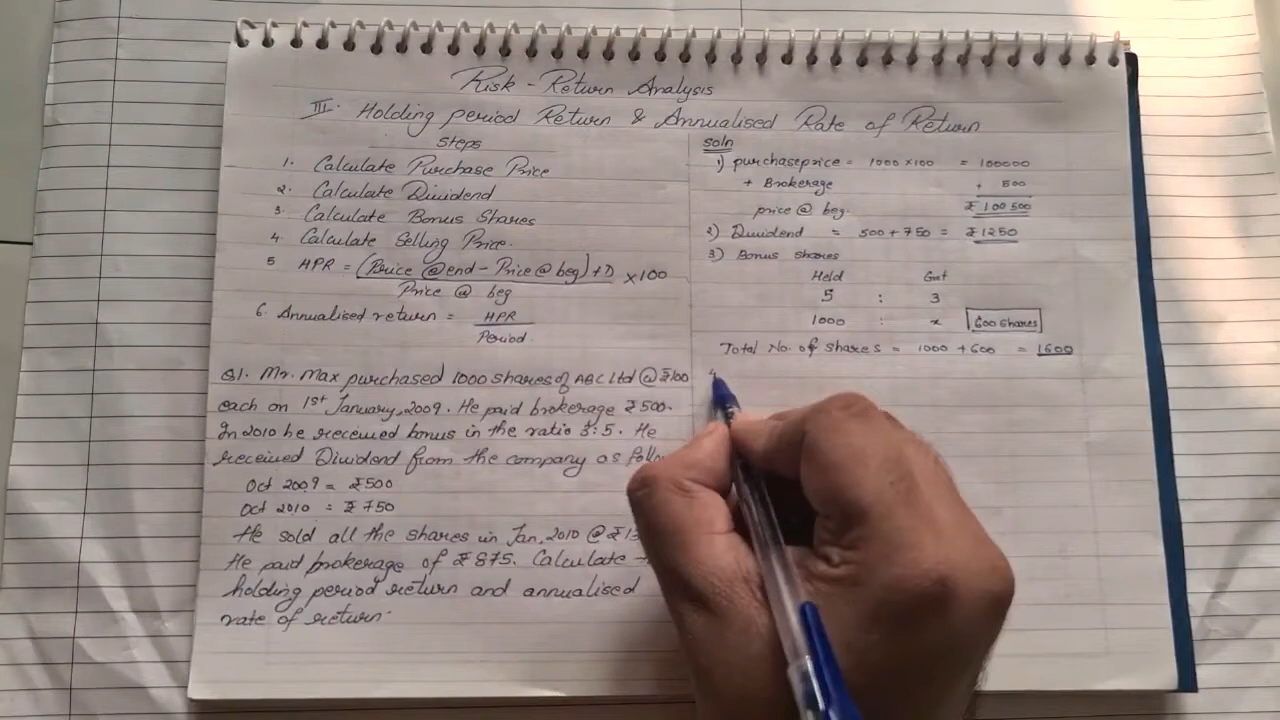 Risk - Return Analysis
III. Holding period Return & Annualised Rate of Return
Steps
1. Calculate Purchase Price
2. Calculate Dividend
3. Calculate Bonus Shares
4. Calculate Selling Price.
5 HPR = (Price @end - Price @ beg) + D × 100
Price @ beg
6. Annualised return = HPR
Period.
Q1. Mr. Max purchased 1000 shares of ABC Ltd @ ₹100
each on 1st January, 2009. He paid brokerage ₹500.
In 2010 he received bonus in the ratio 3:5. He
received Dividend from the company as
Oct 2009 = ₹500
Oct 2010 = ₹750
He sold all the shares in Jan, 2010 @
He paid brokerage of ₹875. Calculate
holding period return and annualised
rate of return.
Soln
1) purchase price = 1000 × 100 = 100000
+ Brokerage + 500
price @ beg. ₹ 100 500
2) Dividend = 500 + 750 = ₹1250
3) Bonus shares
Held Got
5 : 3
1000 : x 600 shares
Total No. of shares = 1000 + 600 = 1600